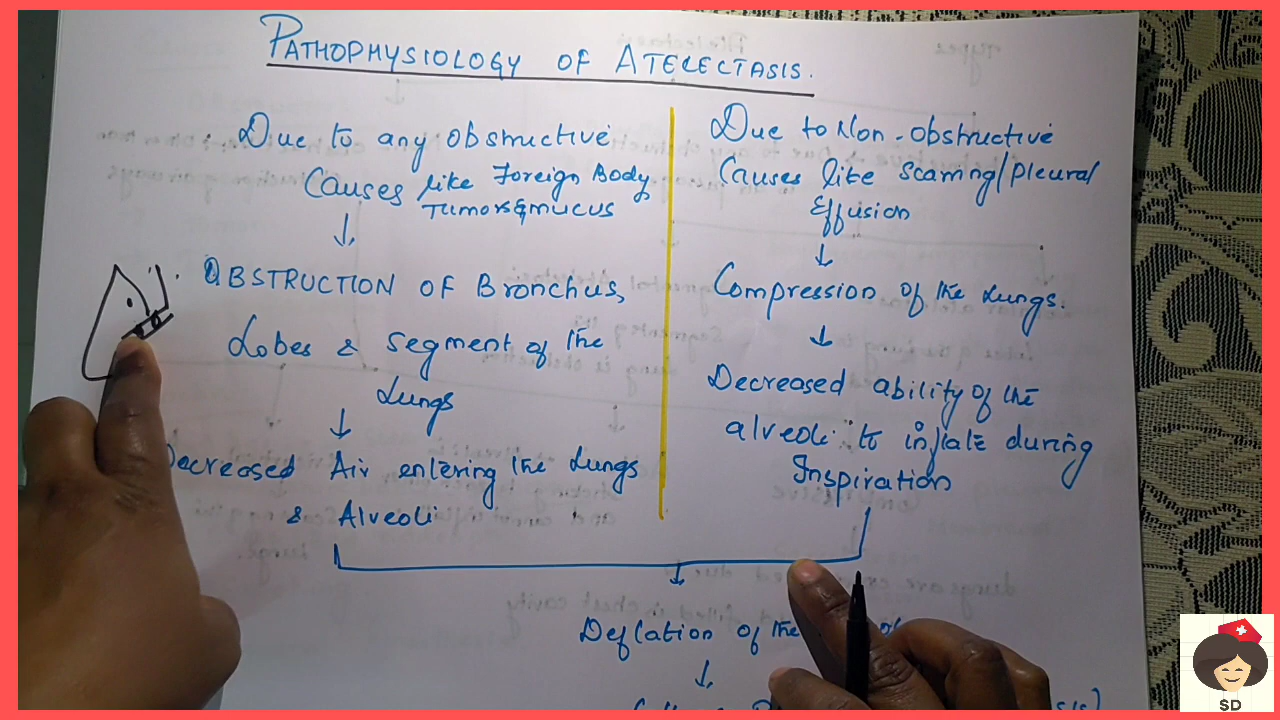 PATHOPHYSIOLOGY OF ATELECTASIS.
Due to any obstructive
Causes like Foreign Body,
Tumors & mucus
OBSTRUCTION OF Bronchus,
Lobes & segment of the
Lungs
Decreased Air entering the Lungs
& Alveoli
Due to Non-obstructive
Causes like scarring/pleural
Effusion
Compression of the Lungs.
Decreased ability of the
alveoli to inflate during
Inspiration
Deflation of the
SD